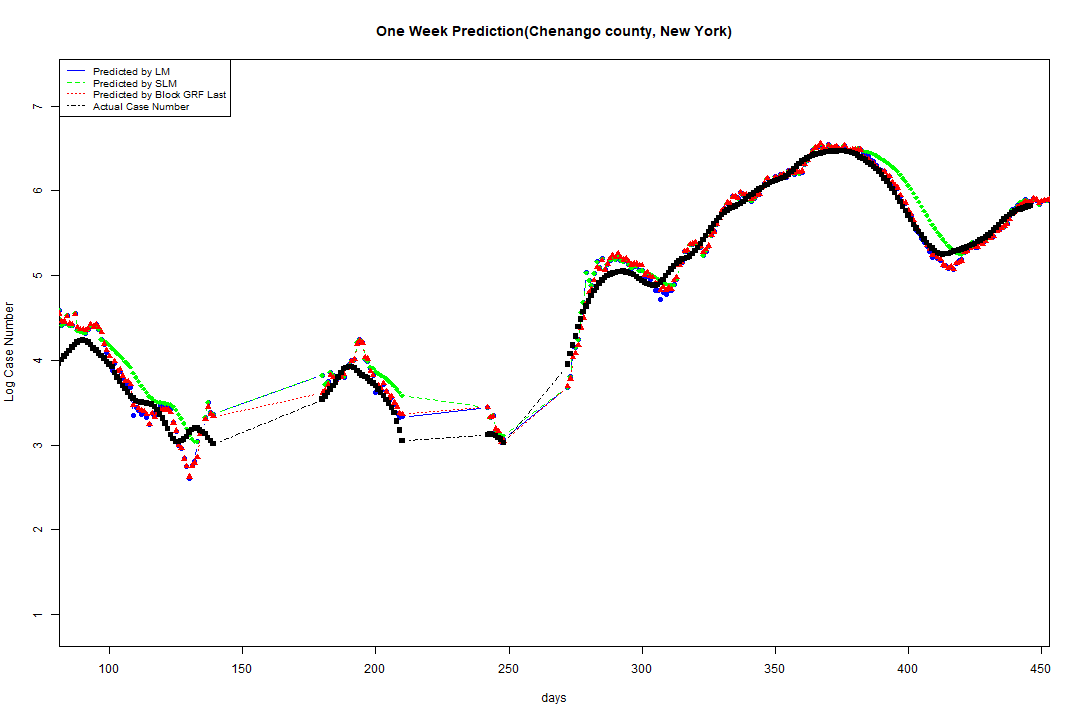 One Week Prediction(Chenango county, New York)
Predicted by LM
Predicted by SLM
Predicted by Block GRF Last
Actual Case Number
7
6
5
4
3
2
1
Log Case Number
100 150 200 250 300 350 400 450
days